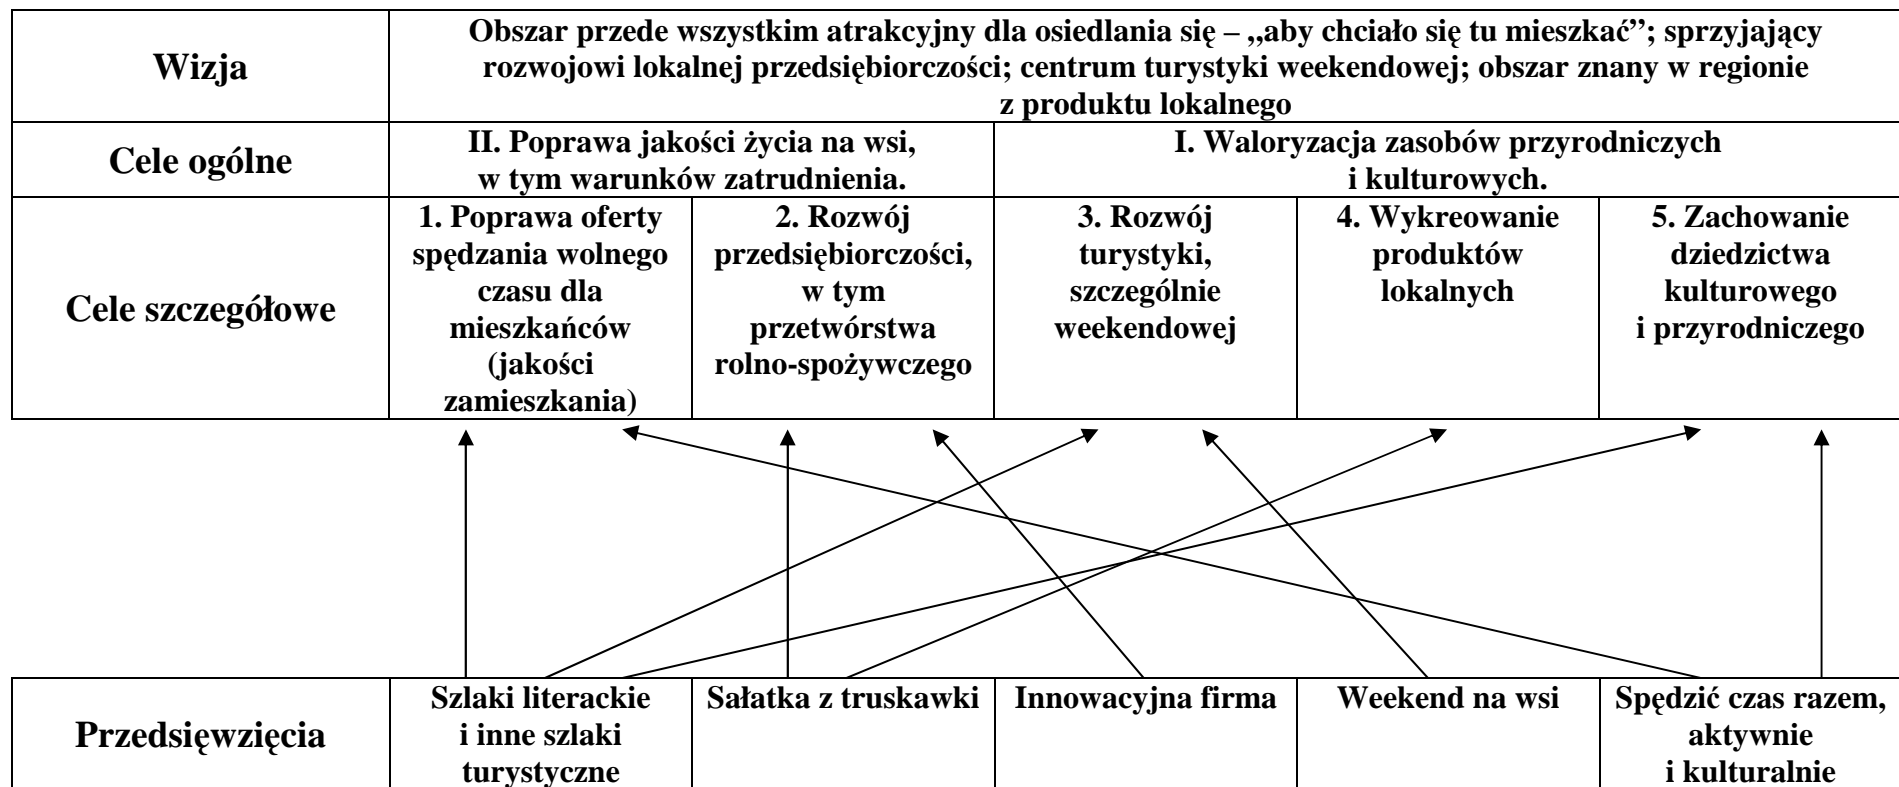 Wizja
Obszar przede wszystkim atrakcyjny dla osiedlania się – „aby chciało się tu mieszkać”; sprzyjający
rozwojowi lokalnej przedsiębiorczości; centrum turystyki weekendowej; obszar znany w regionie
z produktu lokalnego
Cele ogólne
II. Poprawa jakości życia na wsi,
w tym warunków zatrudnienia.
I. Waloryzacja zasobów przyrodniczych
i kulturowych.
Cele szczegółowe
1. Poprawa oferty
spędzania wolnego
czasu dla
mieszkańców
(jakości
zamieszkania)
2. Rozwój
przedsiębiorczości,
w tym
przetwórstwa
rolno-spożywczego
3. Rozwój
turystyki,
szczególnie
weekendowej
4. Wykreowanie
produktów
lokalnych
5. Zachowanie
dziedzictwa
kulturowego
i przyrodniczego
Przedsięwzięcia
Szlaki literackie
i inne szlaki
turystyczne
Sałatka z truskawki
Innowacyjna firma
Weekend na wsi
Spędzić czas razem,
aktywnie
i kulturalnie